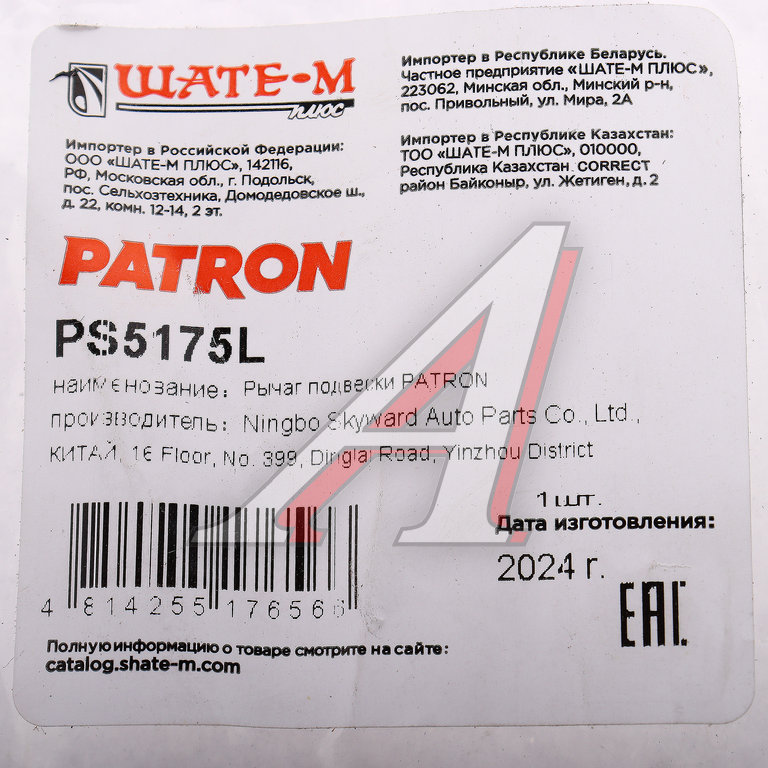 ШАТЕ-М
ПЛЮС
Импортер в Российской Федерации:
ООО «ШАТЕ-М ПЛЮС», 142116,
РФ, Московская обл., г. Подольск,
пос. Сельхозтехника, Домодедовское ш.,
д. 22, комн. 12-14, 2 эт.
Импортер в Республике Беларусь.
Частное предприятие «ШАТЕ-М ПЛЮС»,
223062, Минская обл., Минский р-н,
пос. Привольный, ул. Мира, 2А
Импортер в Республике Казахстан:
ТОО «ШАТЕ-М ПЛЮС», 010000,
Республика Казахстан CORRECT
район Байконыр, ул. Жетиген, д. 2
PATRON
PS5175L
наименование: Рычаг подвески PATRON
производитель: Ningbo Skyward Auto Parts Co., Ltd.,
КИТАЙ, 16 Floor, No. 399, Dinglai Road, Yinzhou District
1 шт.
Дата изготовления:
2024 г.
4 814255 176566
EAC
Полную информацию о товаре смотрите на сайте:
catalog.shate-m.com